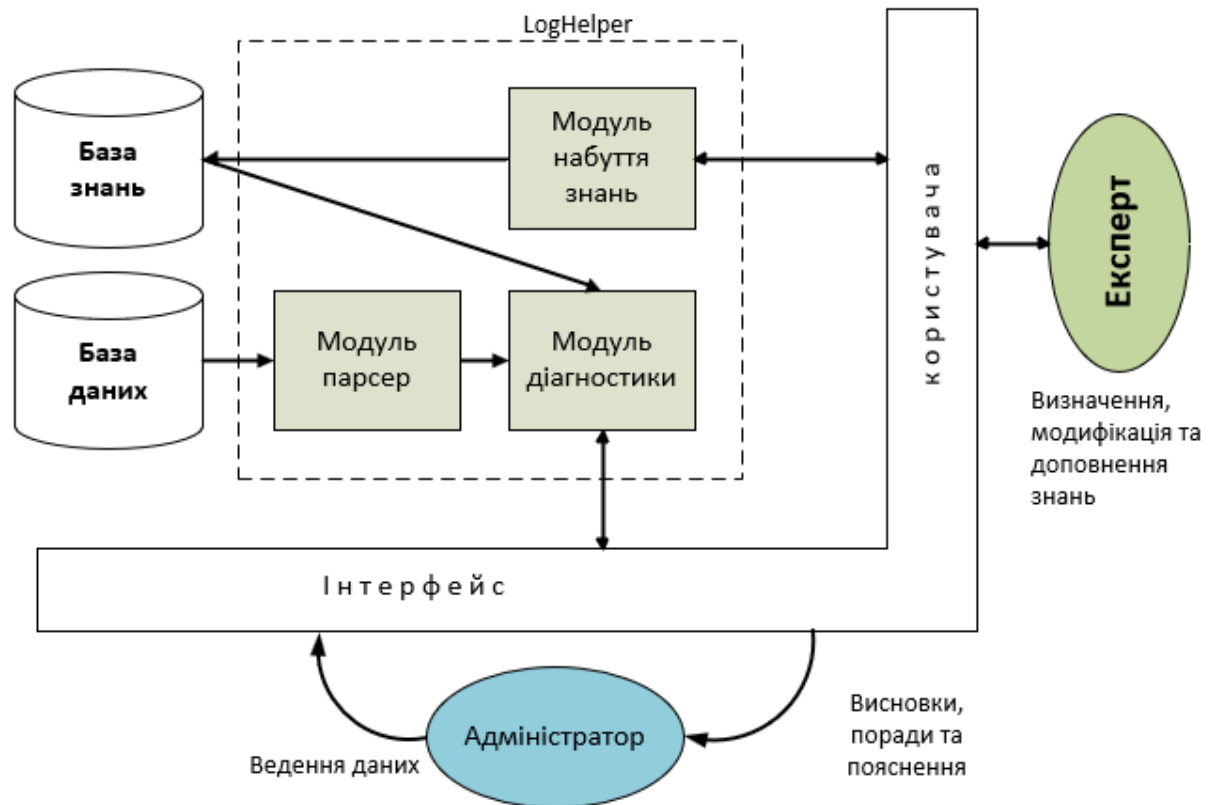 LogHelper
База
знань
Модуль
набуття
знань
База
даних
Модуль
парсер
Модуль
діагностики
користувача
Експерт
Визначення,
модифікація та
доповнення
знань
Інтерфейс
Адміністратор
Ведення даних
Висновки,
поради та
пояснення